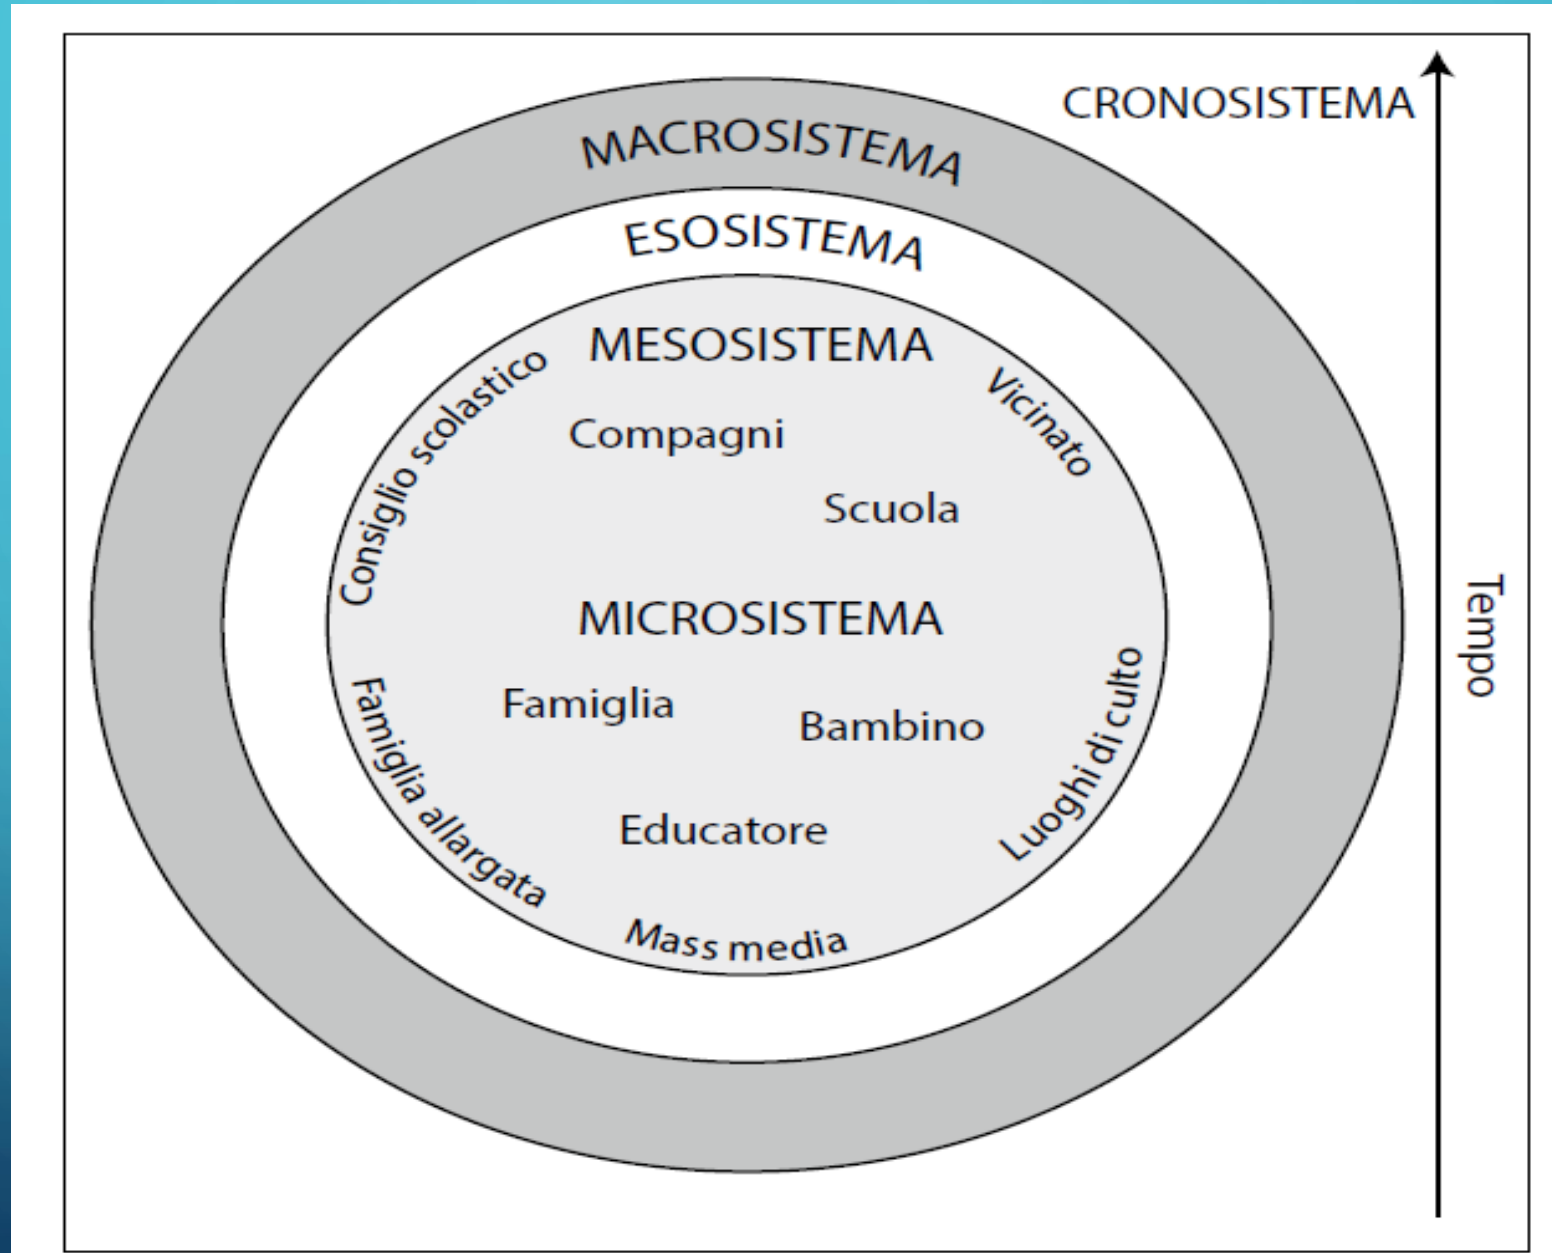 CRONOSISTEMA
MACROSISTEMA
ESOSISTEMA
MESOSISTEMA
Consiglio scolastico
Vicinato
Compagni
Scuola
MICROSISTEMA
Tempo
Famiglia
Bambino
Famiglia allargata
Luoghi di culto
Educatore
Mass media